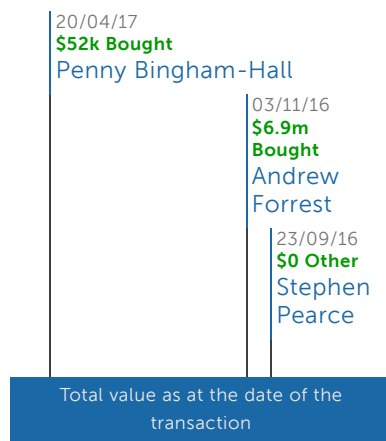 20/04/17
$52k Bought
Penny Bingham-Hall
03/11/16
$6.9m
Bought
Andrew
Forrest
23/09/16
$0 Other
Stephen
Pearce
Total value as at the date of the
transaction